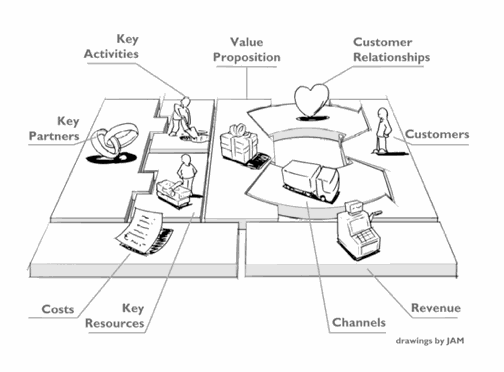 Key
Activities
Value
Proposition
Customer
Relationships
Key
Partners
Customers
Costs
Key
Resources
Channels
Revenue
drawings by JAM